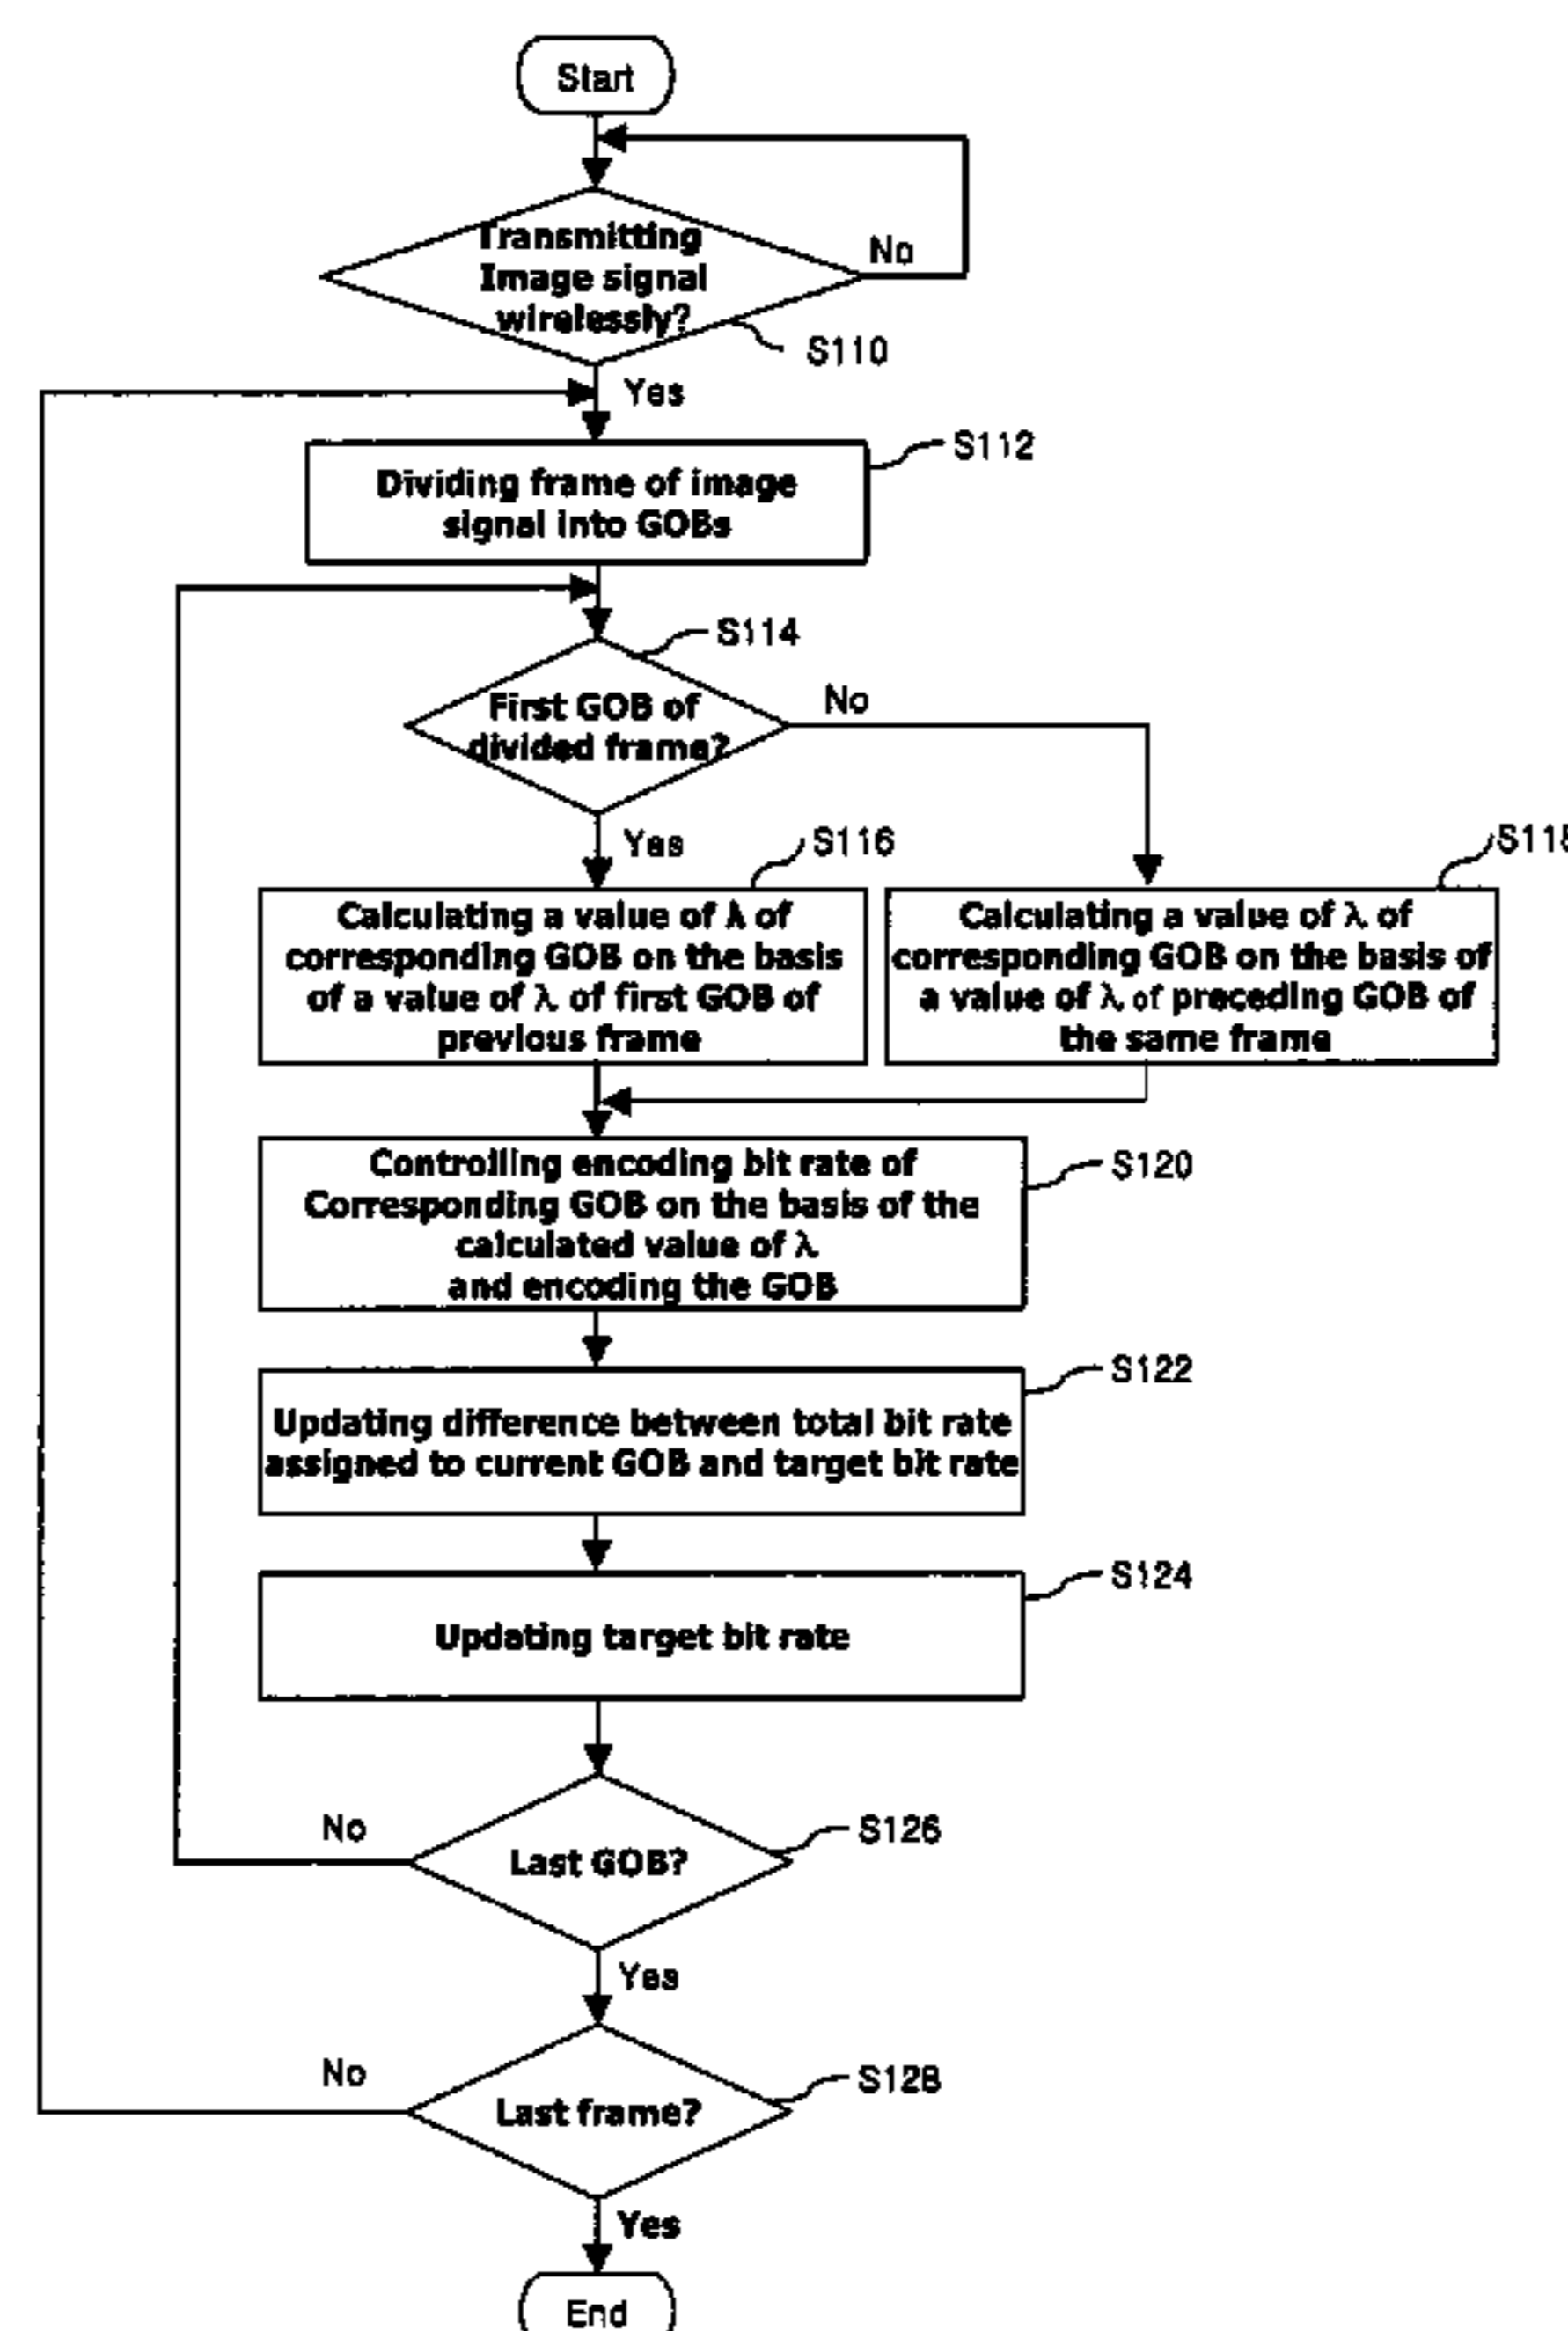 Start
Transmitting
Image signal
wirelessly?
No
S110
Yes
S112
Dividing frame of image
signal into GOBs
S114
First GOB of
divided frame?
No
Yes
S116
Calculating a value of λ of
corresponding GOB on the basis
of a value of λ of first GOB of
previous frame
Calculating a value of λ of
corresponding GOB on the basis of
a value of λ of preceding GOB of
the same frame
Controlling encoding bit rate of
Corresponding GOB on the basis of the
calculated value of λ
and encoding the GOB
S120
Updating difference between total bit rate
assigned to current GOB and target bit rate
S122
Updating target bit rate
S124
Last GOB?
No
S126
Yes
Last frame?
No
S128
Yes
End